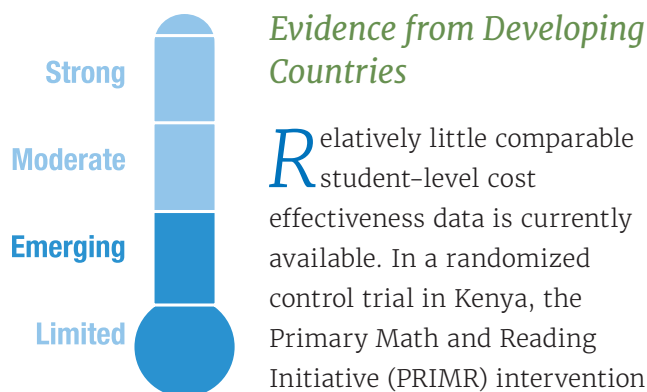 Strong
Moderate
Emerging
Limited
Evidence from Developing
Countries
Relatively little comparable
student-level cost
effectiveness data is currently
available. In a randomized
control trial in Kenya, the
Primary Math and Reading
Initiative (PRIMR) intervention